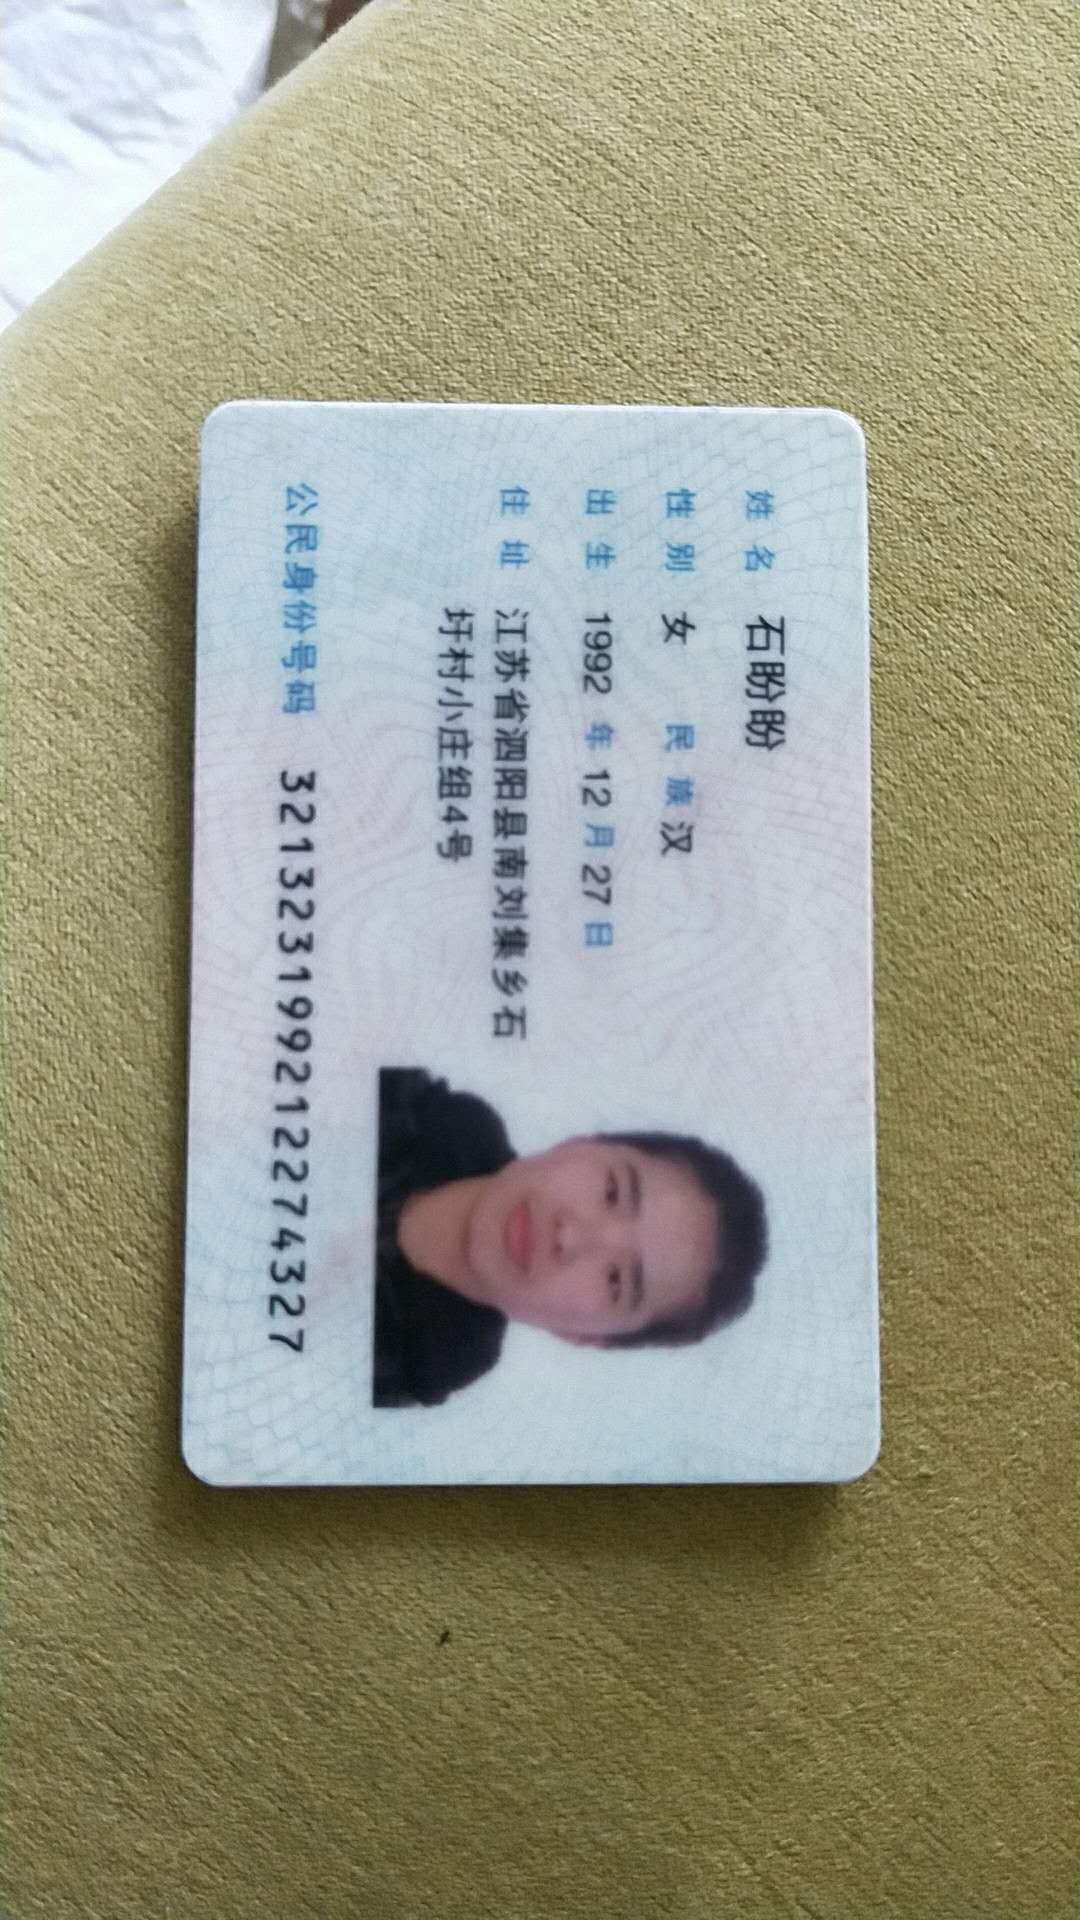 姓名 石盼盼
性别 女 民族 汉
出生 1992 年 12 月 27 日
住址 江苏省泗阳县南刘集乡石
圩村小庄组4号
公民身份号码 321323199212274327